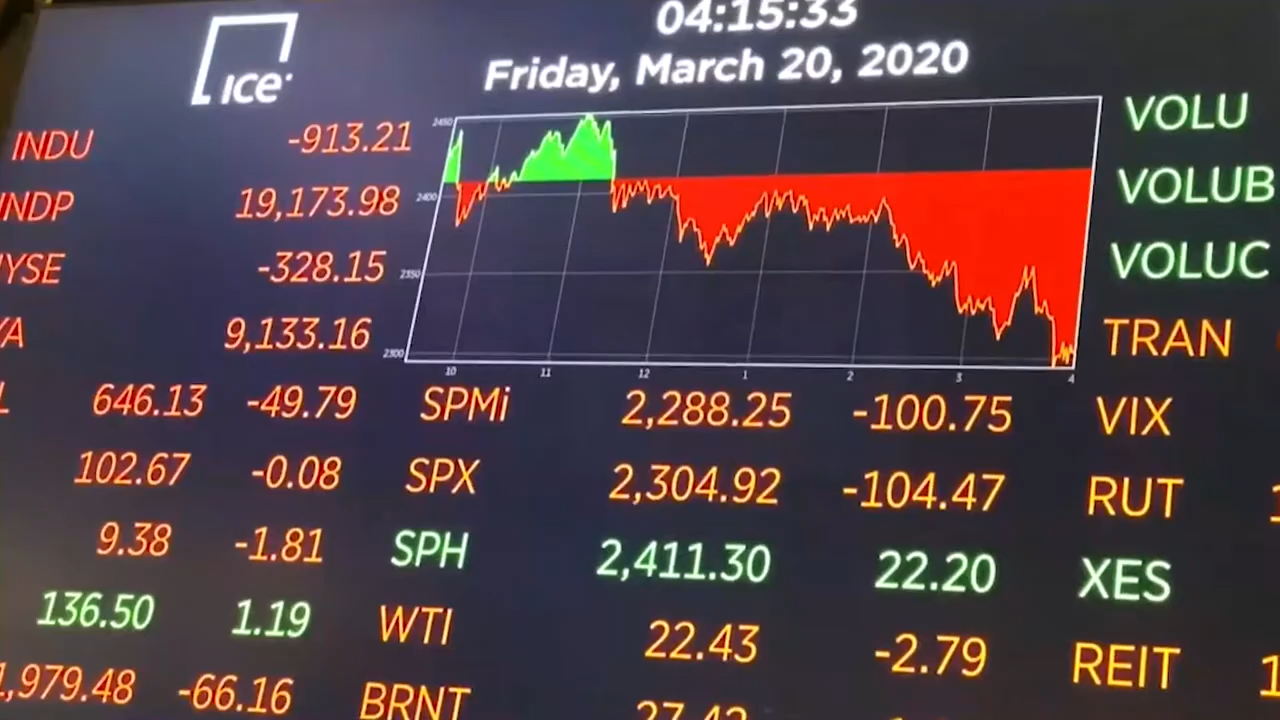 04:15:33
ice
Friday, March 20, 2020
INDU -913.21
INDP 19,173.98
NYSE -328.15
9,133.16
646.13 -49.79
102.67 -0.08
9.38 -1.81
136.50 1.19
1,979.48 -66.16
2450
2400
2350
2300
10 11 12 1 2 3 4
SPMi 2,288.25 -100.75
SPX 2,304.92 -104.47
SPH 2,411.30 22.20
WTI 22.43 -2.79
BRNT 27.42
VOLU
VOLUB
VOLUC
TRAN
VIX
RUT
XES
REIT